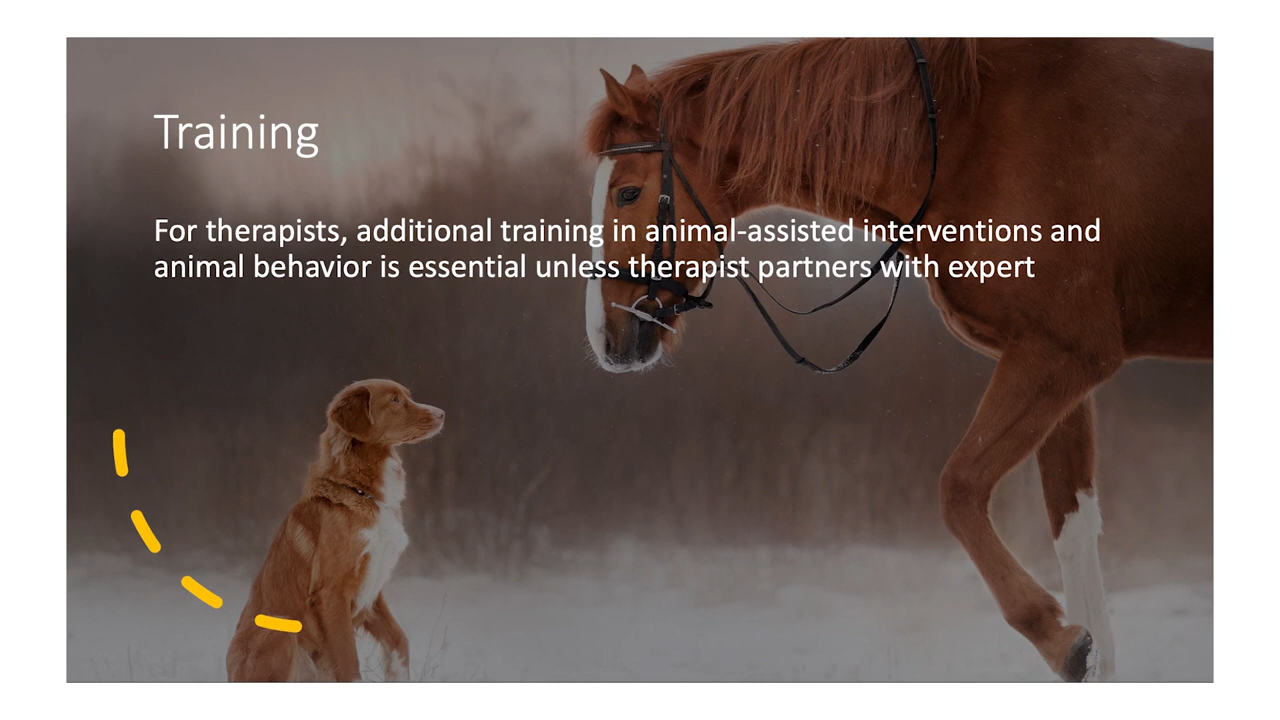 Training
For therapists, additional training in animal-assisted interventions and
animal behavior is essential unless therapist partners with expert